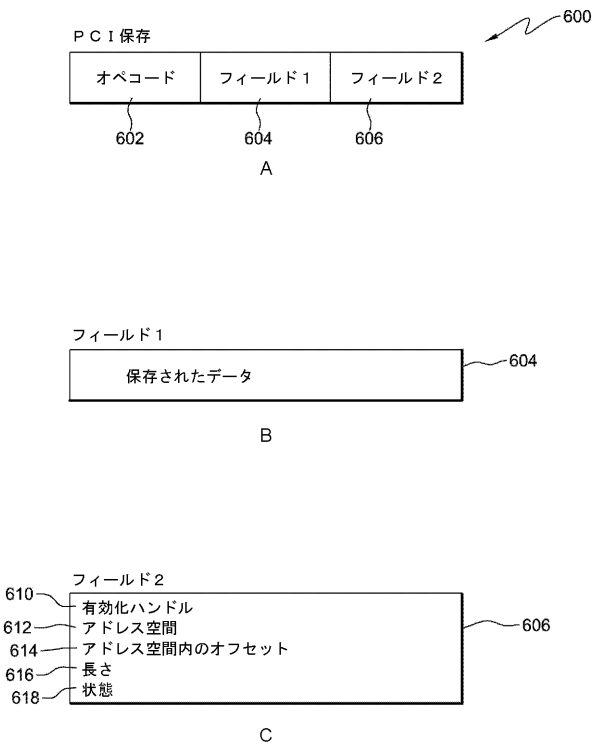 600
ＰＣＩ保存
オペコード フィールド１ フィールド２
602 604 606
A
フィールド１
保存されたデータ
604
B
フィールド２
610 有効化ハンドル
612 アドレス空間
614 アドレス空間内のオフセット
616 長さ
618 状態
606
C